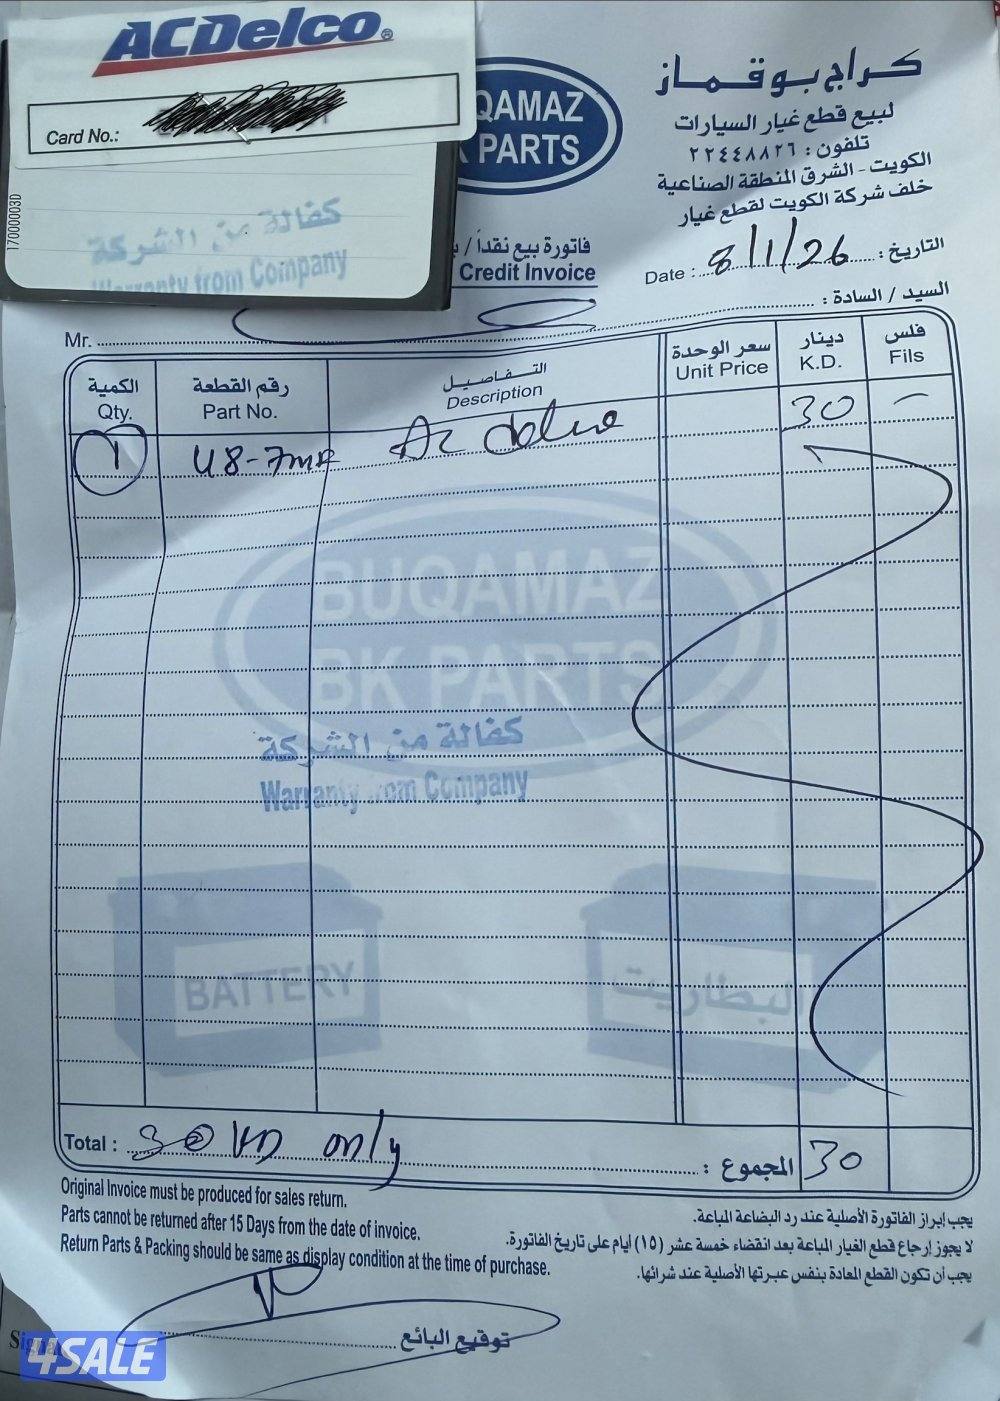 ACDelco®
Card No.:
17000003D
كفالة من الشركة
Warranty from Company
كراج بوقماز
لبيع قطع غيار السيارات
تلفون : ٢٢٤٤٨٨٢٦
الكويت - الشرق المنطقة الصناعية
خلف شركة الكويت لقطع غيار
QAMAZ
PARTS
فاتورة بيع نقداً /
Credit Invoice
التاريخ :
Date : 8/1/26
السيد / السادة :
Mr.
الكمية
Qty.
رقم القطعة
Part No.
التفاصيل
Description
سعر الوحدة
Unit Price
دينار
K.D.
فلس
Fils
1 48-7MR 30 —
BUQAMAZ
BK PARTS
كفالة من الشركة
Warranty from Company
BATTERY
البطاريت
Total : 30 KD only
المجموع : 30
Original Invoice must be produced for sales return.
Parts cannot be returned after 15 Days from the date of invoice.
Return Parts & Packing should be same as display condition at the time of purchase.
يجب إبراز الفاتورة الأصلية عند رد البضاعة المباعة.
لا يجوز إرجاع قطع الغيار المباعة بعد انقضاء خمسة عشر (١٥) ايام على تاريخ الفاتورة.
يجب أن تكون القطع المعادة بنفس عبوتها الأصلية عند شرائها.
توقيع البائع
4SALE